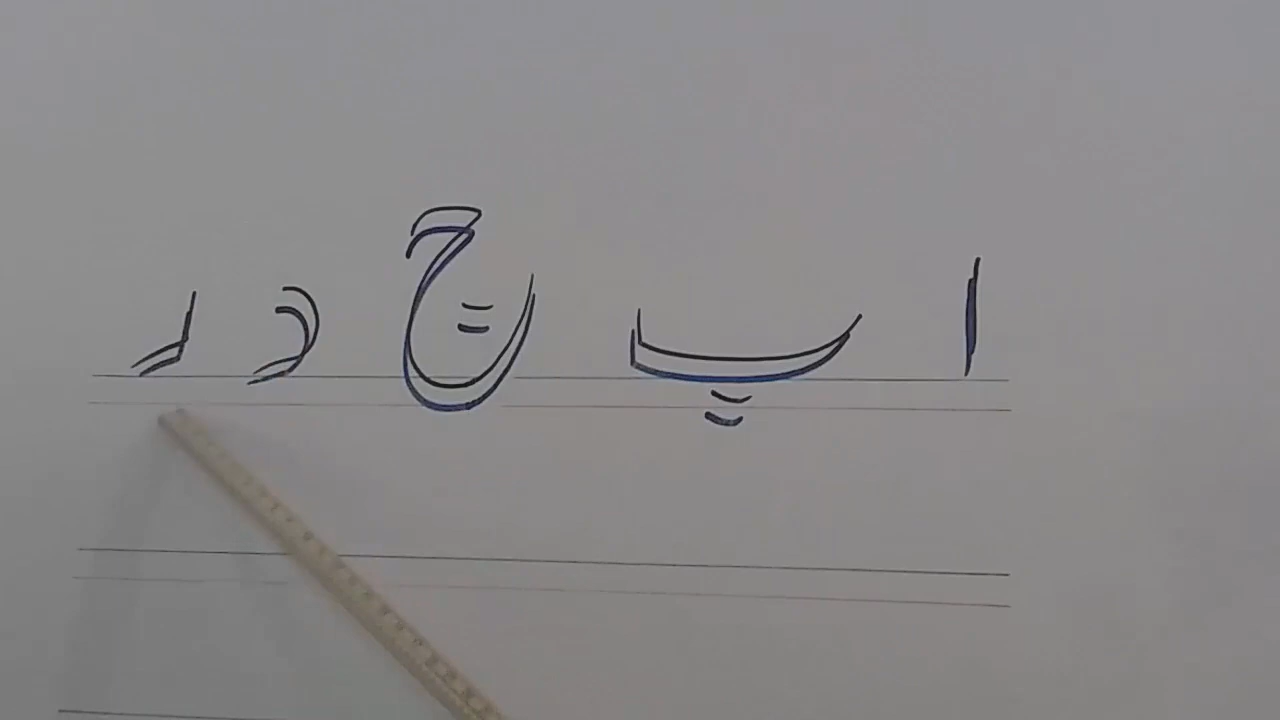 ا ب ج د ر